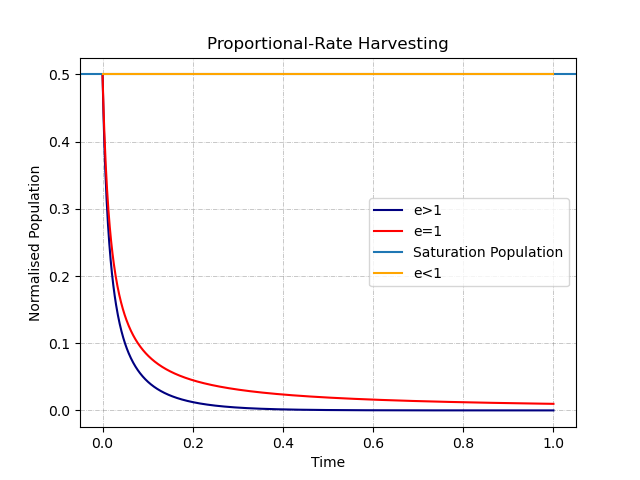 Proportional-Rate Harvesting
Normalised Population
0.5
0.4
0.3
0.2
0.1
0.0
e>1
e=1
Saturation Population
e<1
0.0 0.2 0.4 0.6 0.8 1.0
Time